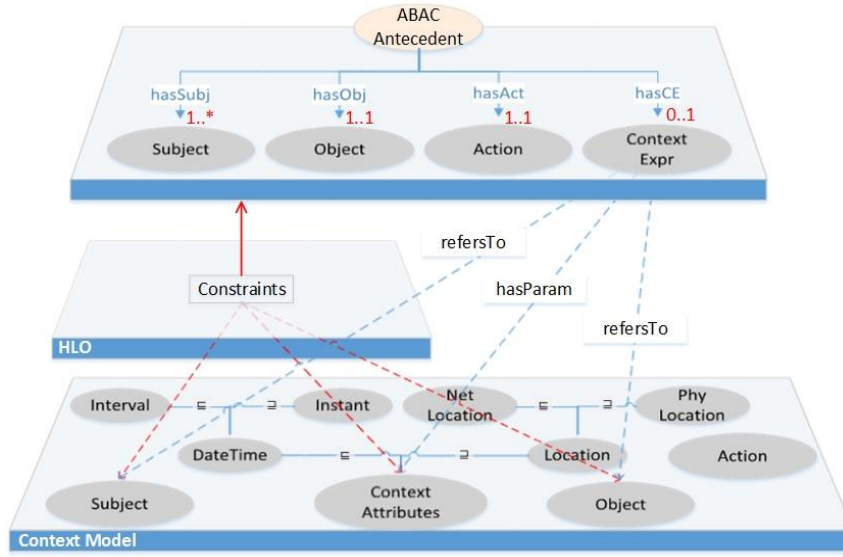 ABAC
Antecedent
hasSubj
hasObj
hasAct
hasCE
1..*
1..1
1..1
0..1
Subject
Object
Action
Context
Expr
refersTo
Constraints
hasParam
refersTo
HLO
Interval
⊑
⊒
Instant
Net
Location
⊑
⊒
Phy
Location
DateTime
⊑
⊒
Location
Action
Subject
Context
Attributes
Object
Context Model